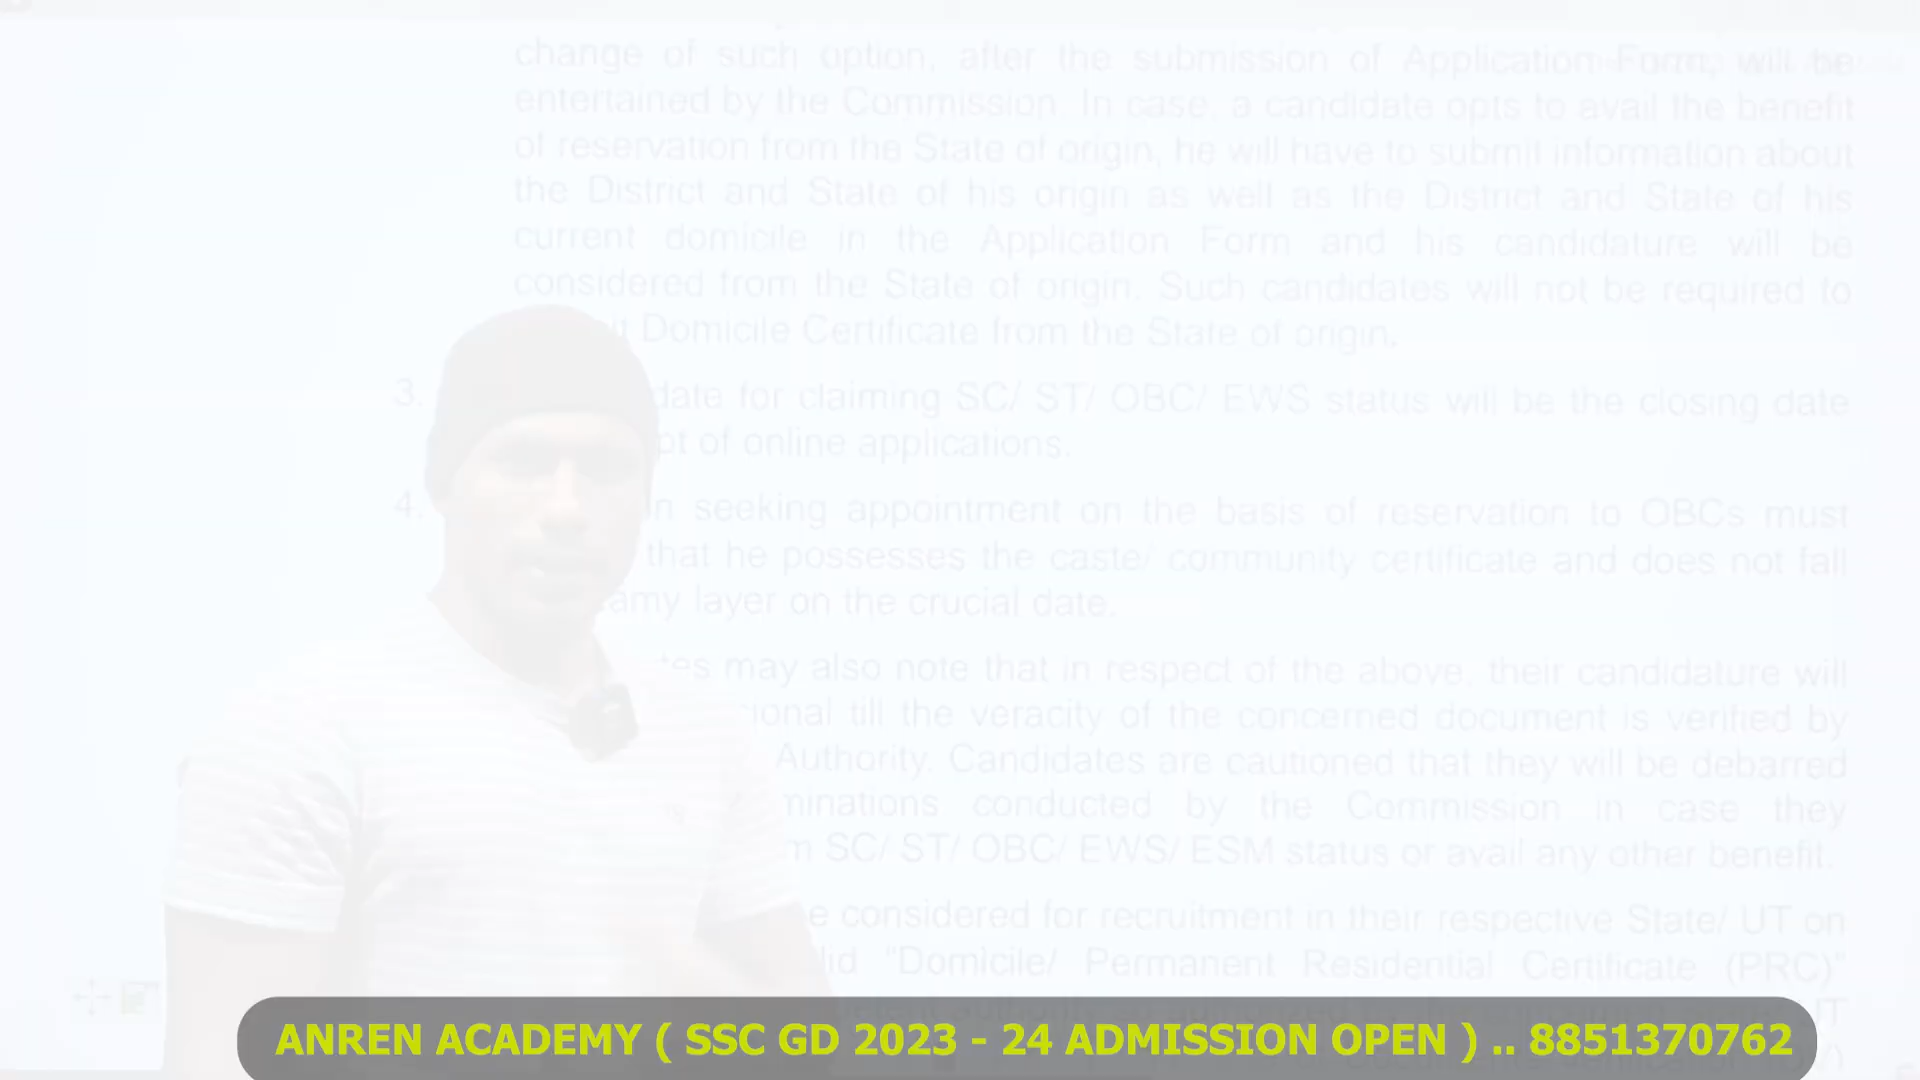 change of such option, after the submission of Application Form, will be
entertained by the Commission. In case, a candidate opts to avail the benefit
of reservation from the State of origin, he will have to submit information about
the District and State of his origin as well as the District and State of his
current domicile in the Application Form and his candidature will be
considered from the State of origin. Such candidates will not be required to
Domicile Certificate from the State of origin.
3. date for claiming SC/ ST/ OBC/ EWS status will be the closing date
pt of online applications.
4. n seeking appointment on the basis of reservation to OBCs must
that he possesses the caste/ community certificate and does not fall
amy layer on the crucial date.
tes may also note that in respect of the above, their candidature will
ional till the veracity of the concerned document is verified by
Authority. Candidates are cautioned that they will be debarred
minations conducted by the Commission in case they
m SC/ ST/ OBC/ EWS/ ESM status or avail any other benefit.
e considered for recruitment in their respective State/ UT on
lid "Domicile/ Permanent Residential Certificate (PRC)"
ANREN ACADEMY ( SSC GD 2023 - 24 ADMISSION OPEN ) .. 8851370762